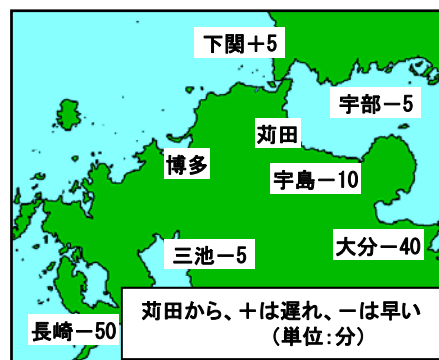 下関＋5
宇部－5
苅田
博多
宇島－10
三池－5
大分－40
長崎－50
苅田から、＋は遅れ、－は早い
（単位：分）